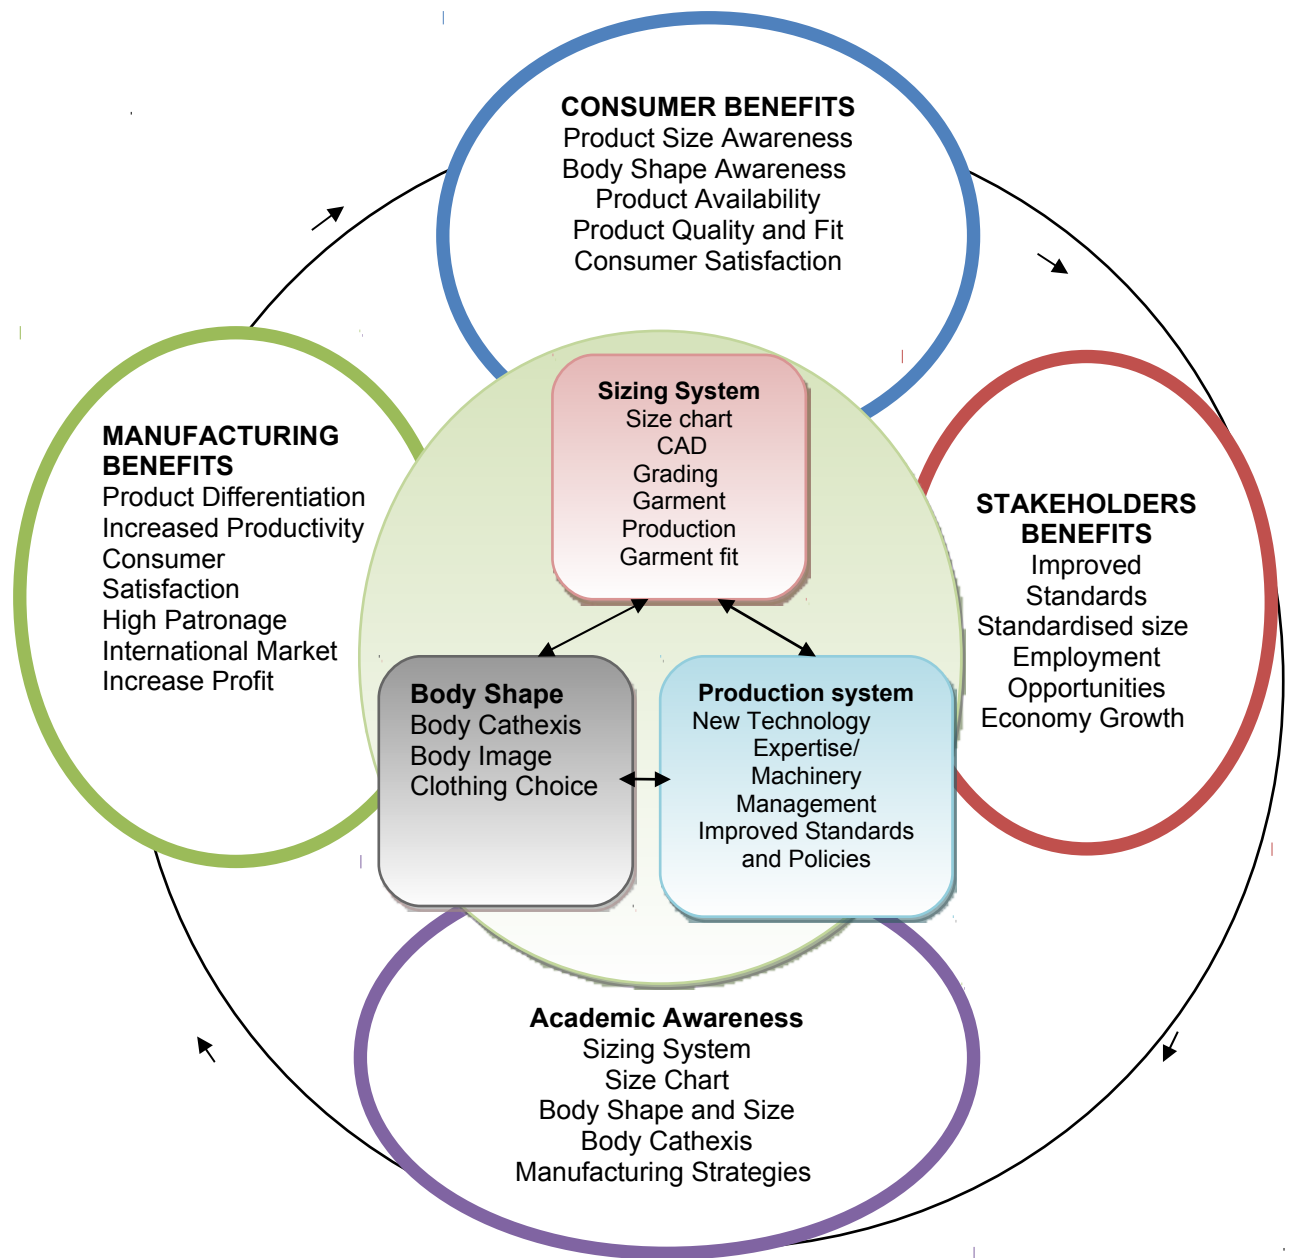 CONSUMER BENEFITS
Product Size Awareness
Body Shape Awareness
Product Availability
Product Quality and Fit
Consumer Satisfaction
MANUFACTURING
BENEFITS
Product Differentiation
Increased Productivity
Consumer
Satisfaction
High Patronage
International Market
Increase Profit
Sizing System
Size chart
CAD
Grading
Garment
Production
Garment fit
STAKEHOLDERS
BENEFITS
Improved
Standards
Standardised size
Employment
Opportunities
Economy Growth
Body Shape
Body Cathexis
Body Image
Clothing Choice
Production system
New Technology
Expertise/
Machinery
Management
Improved Standards
and Policies
Academic Awareness
Sizing System
Size Chart
Body Shape and Size
Body Cathexis
Manufacturing Strategies